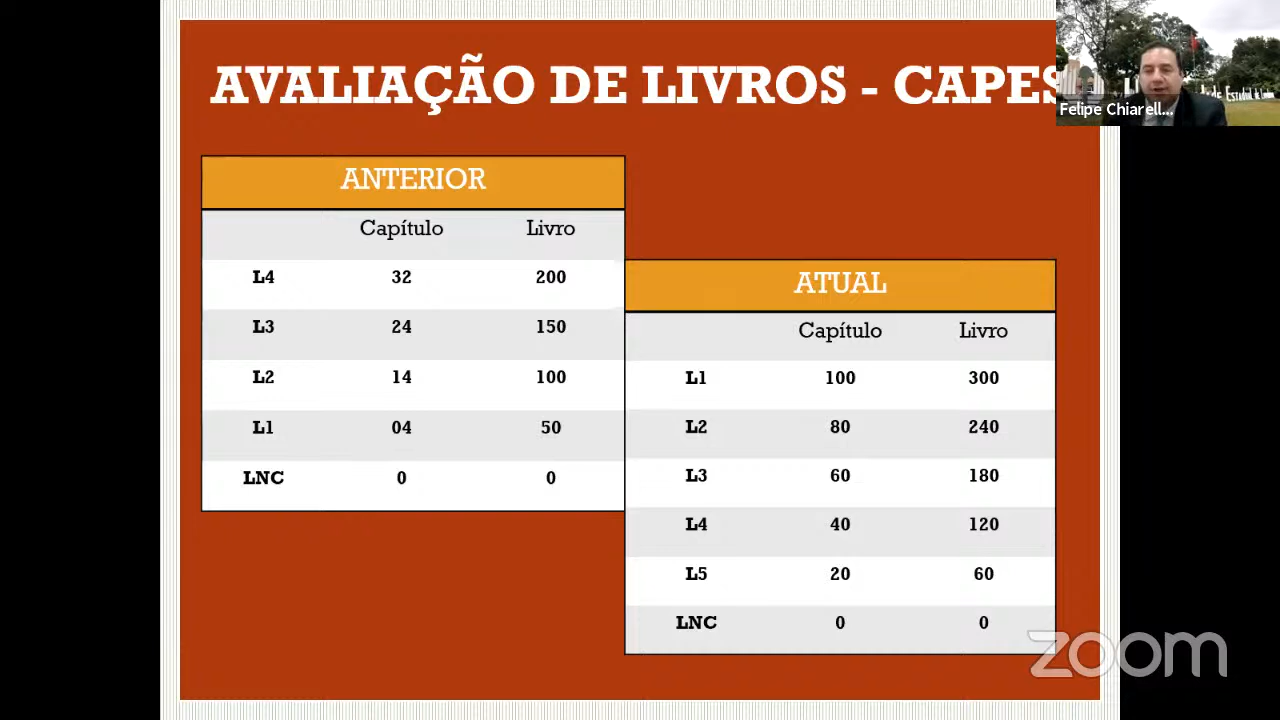 AVALIAÇÃO DE LIVROS - CAPES
Felipe Chiarell...
ANTERIOR
Capítulo Livro
L4 32 200
L3 24 150
L2 14 100
L1 04 50
LNC 0 0
ATUAL
Capítulo Livro
L1 100 300
L2 80 240
L3 60 180
L4 40 120
L5 20 60
LNC 0 0
zoom